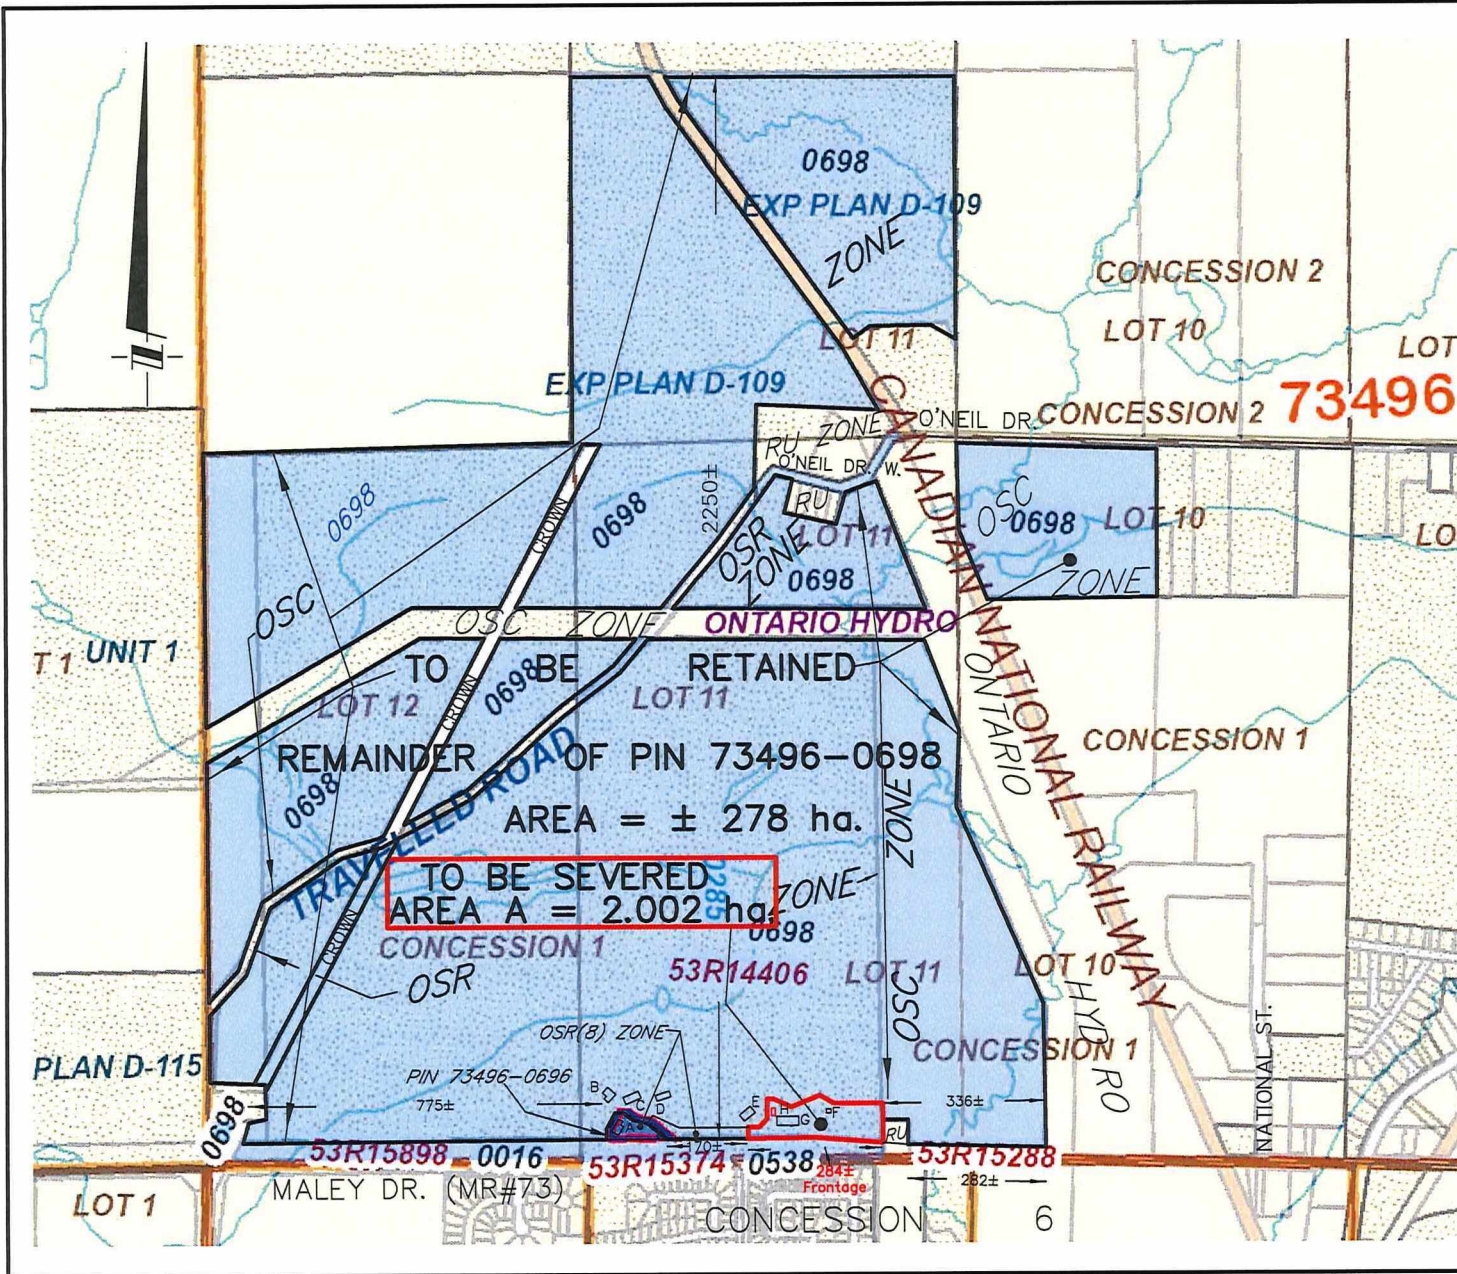 0698
EXP PLAN D-109
ZONE
CONCESSION 2
LOT 10
LOT 11
LOT
EXP PLAN D-109
CONCESSION 2
73496
O'NEIL DR.
RU ZONE
O'NEIL DR. W.
CANADIAN NATIONAL RAILWAY
0698
CROWN
0698
2250±
RU
OSR
ZONE
LOT 11
0698
OSC
0698
LOT 10
LO
ZONE
OSC
OSC ZONE
ONTARIO HYDRO
T 1
UNIT 1
TO BE RETAINED
0698
LOT 12
CROWN
LOT 11
ONTARIO
HYDRO
REMAINDER OF PIN 73496-0698
CONCESSION 1
0698
TRAVELLED ROAD
AREA = ± 278 ha.
ZONE
TO BE SEVERED
0285
AREA A = 2.002 ha.
ZONE
0698
CROWN
CONCESSION 1
OSR
53R14406
LOT 11
LOT 10
OSC
OSR(8) ZONE
CONCESSION 1
NATIONAL ST.
PLAN D-115
PIN 73496-0696
775±
B
C
D
A
E
H
G
F
336±
0698
170±
RU
53R15898
0016
53R15374
0538
284±
Frontage
53R15288
282±
LOT 1
MALEY DR. (MR#73)
CONCESSION 6